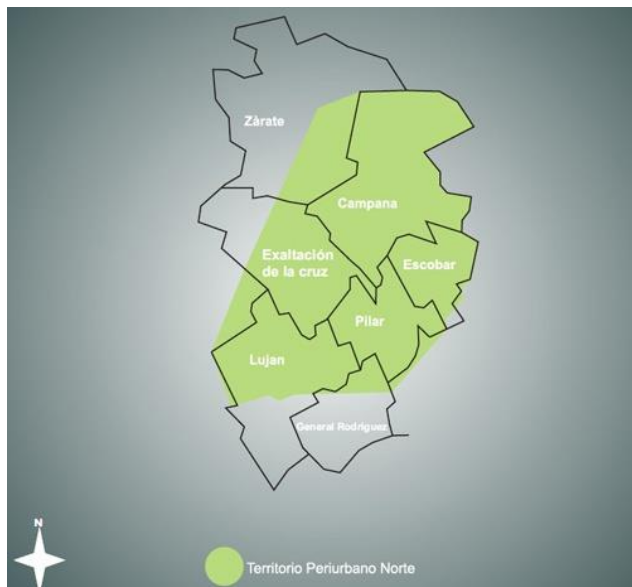 Zàrate
Campana
Exaltación
de la cruz
Escobar
Pilar
Lujan
General Rodriguez
N
Territorio Periurbano Norte